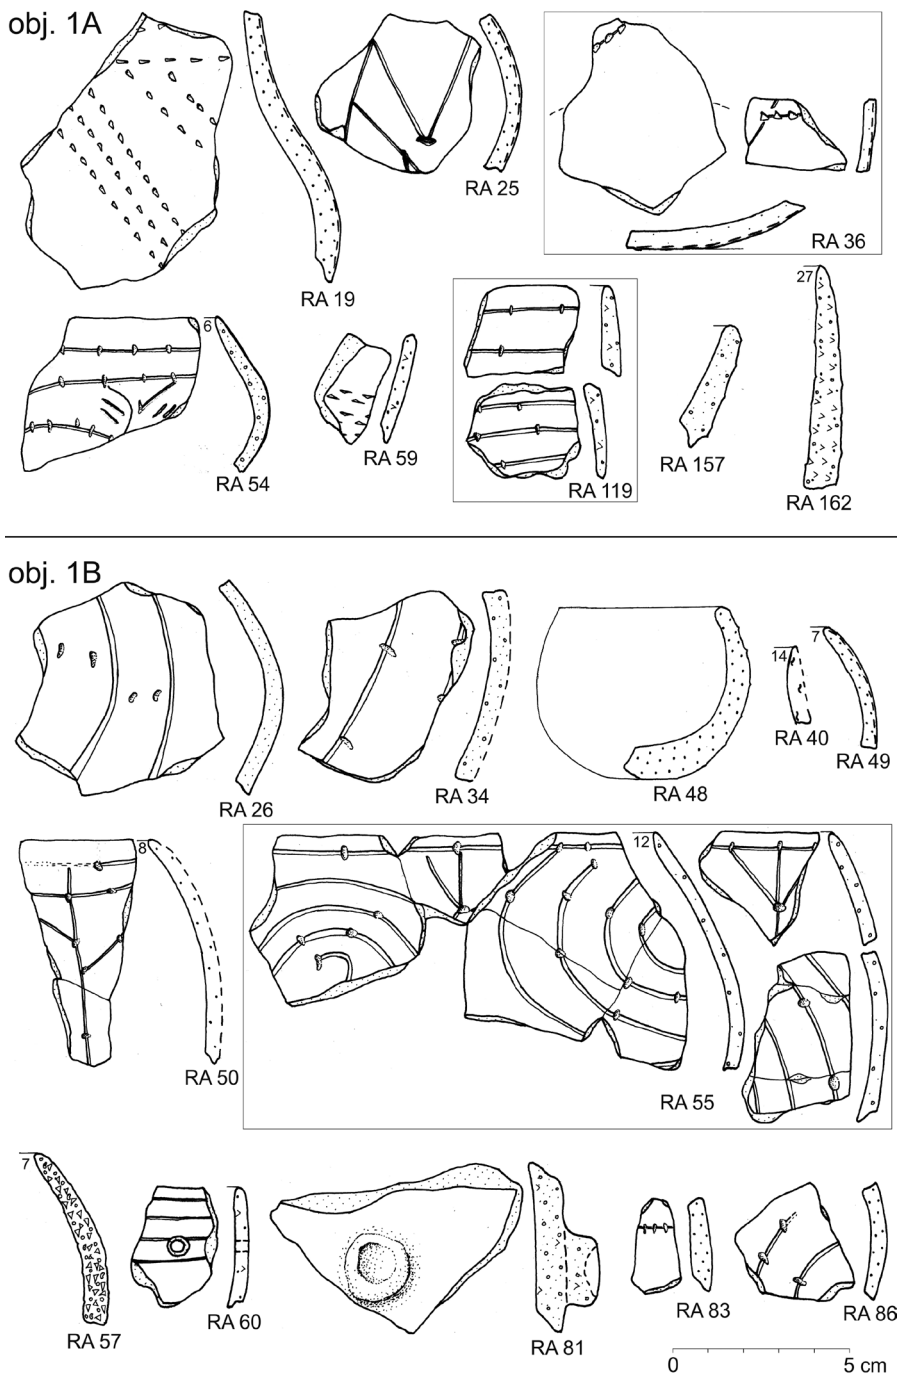 obj. 1A
RA 19
RA 25
RA 36
6
RA 54
RA 59
RA 119
RA 157
27
RA 162
obj. 1B
RA 26
RA 34
RA 48
14
RA 40
7
RA 49
8
RA 50
12
RA 55
7
RA 57
RA 60
RA 81
RA 83
RA 86
0 5 cm